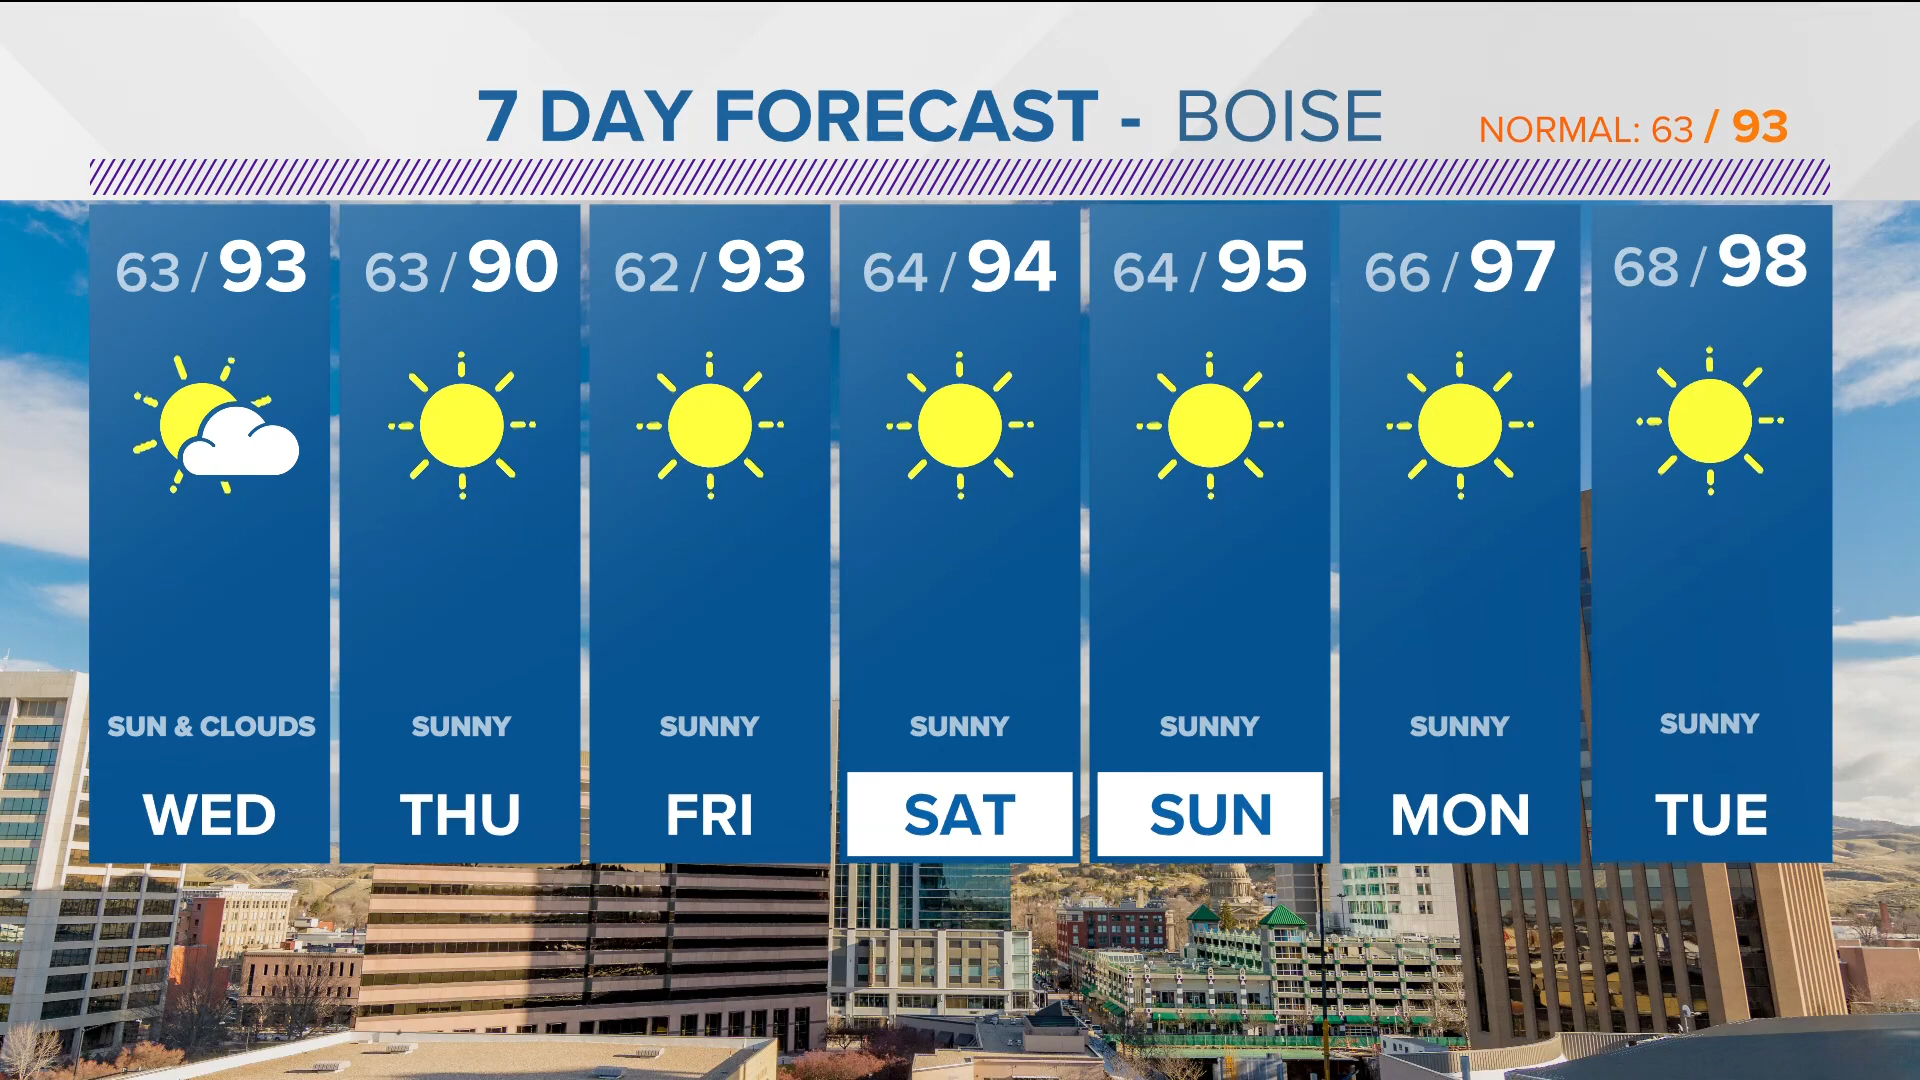 7 DAY FORECAST - BOISE
NORMAL: 63 / 93
63 / 93
63 / 90
62 / 93
64 / 94
64 / 95
66 / 97
68 / 98
SUN & CLOUDS
SUNNY
SUNNY
SUNNY
SUNNY
SUNNY
SUNNY
WED
THU
FRI
SAT
SUN
MON
TUE